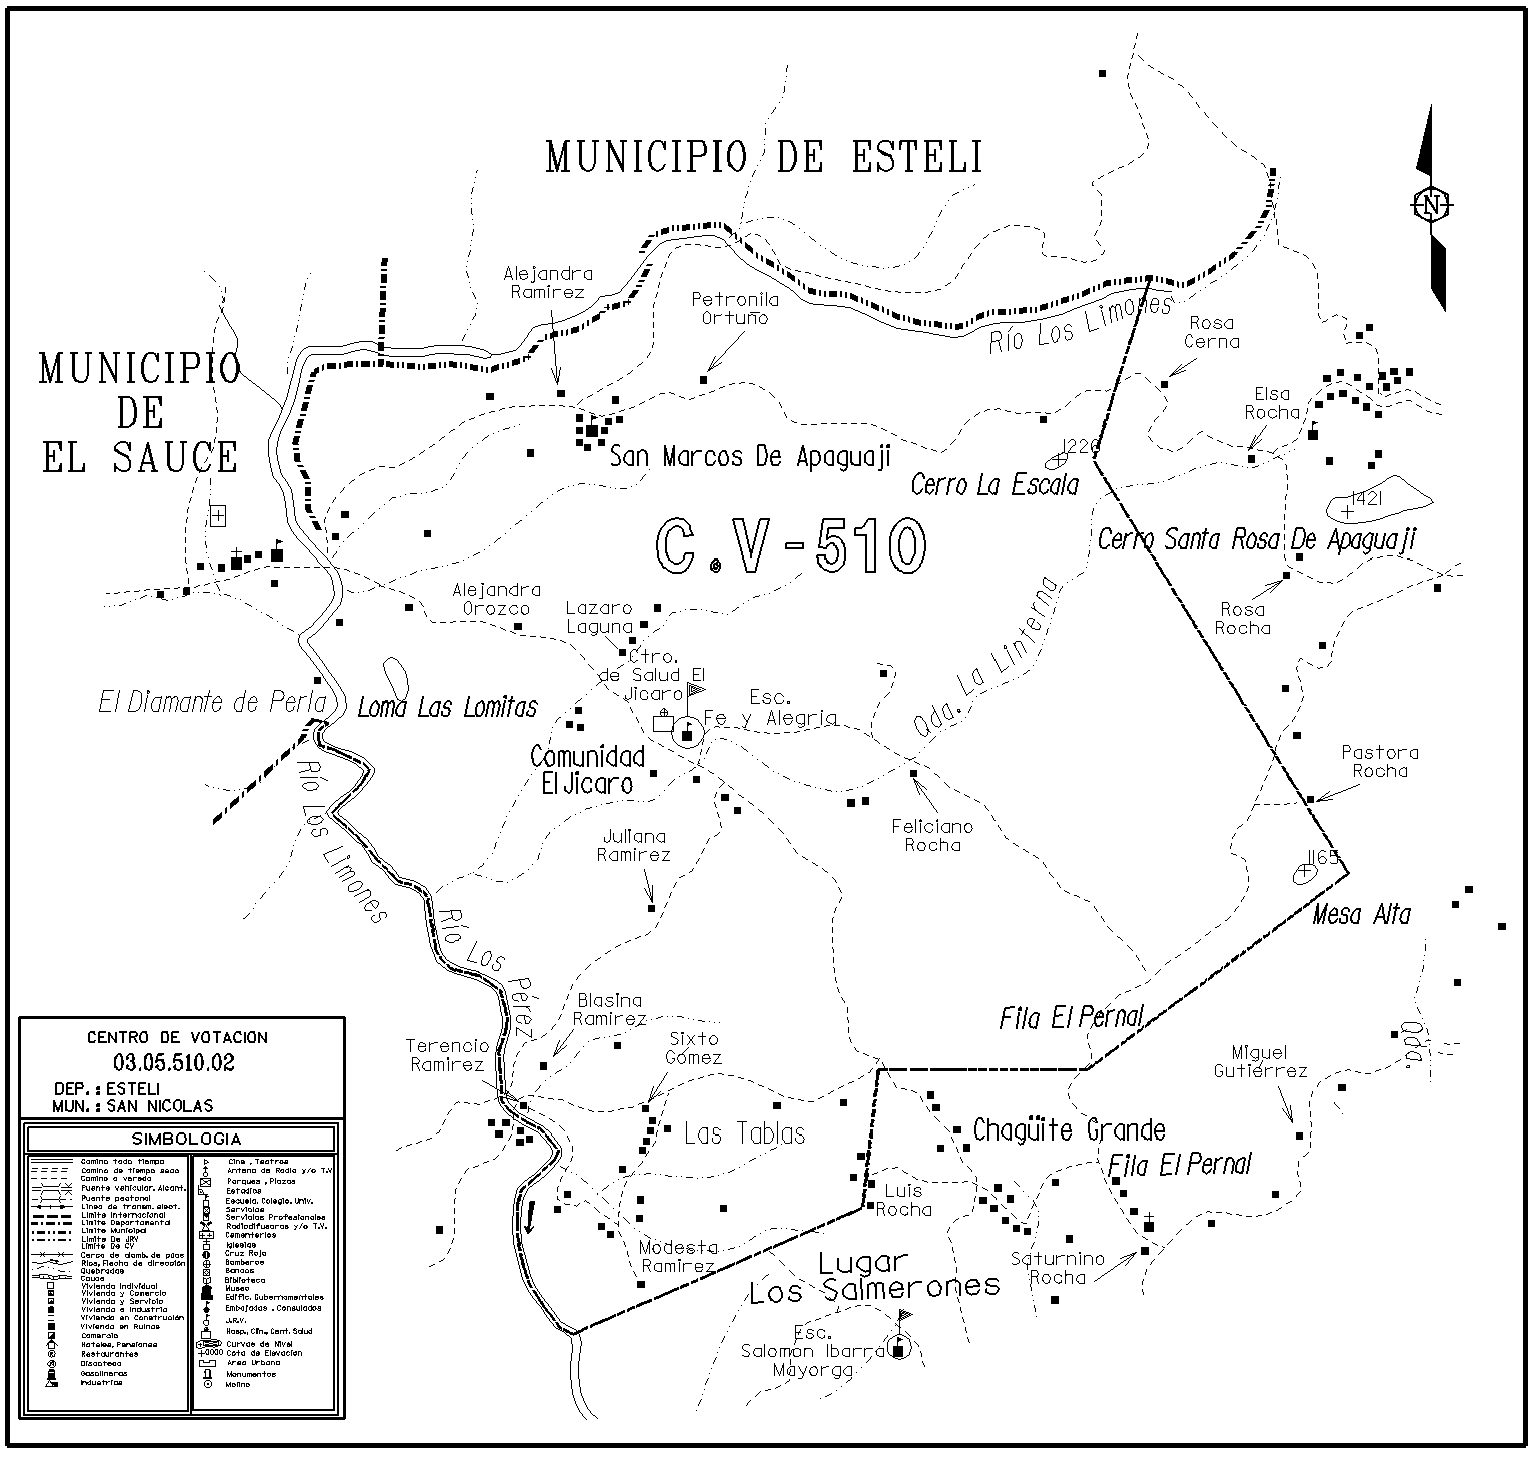 MUNICIPIO DE ESTELI
N
Alejandra
Ramirez
Petronila
Ortuño
Río Los Limones
Rosa
Cerna
MUNICIPIO
DE
EL SAUCE
Elsa
Rocha
San Marcos De Apaguaji
1226
Cerro La Escala
1421
C.V-510
Cerro Santa Rosa De Apaguaji
Alejandra
Orozco
Lazaro
Laguna
Rosa
Rocha
Ctro.
de Salud El
Jicaro
Esc.
Fe y Alegria
Qda. La Linterna
El Diamante de Perla
Loma Las Lomitas
Comunidad
El Jicaro
Pastora
Rocha
Río Los Limones
Juliana
Ramirez
Feliciano
Rocha
1165
Mesa Alta
Río Los Pérez
Blasina
Ramirez
Fila El Pernal
Qda.
Terencio
Ramirez
Sixto
Gómez
Miguel
Gutiérrez
Las Tablas
Chagüite Grande
Fila El Pernal
Luis
Rocha
Modesta
Ramirez
Saturnino
Rocha
Lugar
Los Salmerones
Esc.
Salomón Ibarra
Mayorga
CENTRO DE VOTACION
03.05.510.02
DEP. : ESTELI
MUN. : SAN NICOLAS
SIMBOLOGIA
Camino todo tiempo
Camino de tiempo seco
Camino o vereda
Puente vehicular. Alcant.
Puente peatonal
Linea de transm. elect.
Limite Internacional
Limite Departamental
Limite Municipal
Limite De JRV
Limite De CV
Cerca de alamb. de púas
Rios, Flecha de dirección
Quebradas
Cauce
Vivienda Individual
Vivienda y Comercio
Vivienda y Servicio
Vivienda e Industria
Vivienda en Construcción
Vivienda en Ruinas
Comercio
Hoteles, Pensiones
Restaurantes
Discoteca
Gasolineras
Industrias
Cine , Teatros
Antena de Radio y/o T.V
Parques , Plazas
Estadios
Escuela. Colegio. Univ.
Servicios
Servicios Profesionales
Radiodifusoras y/o T.V.
Cementerios
Iglesias
Cruz Roja
Bomberos
Bancos
Biblioteca
Museo
Edific. Gubernamentales
Embajadas . Consulados
J.R.V.
Hosp., Clin., Cent. Salud
Curvas de Nivel
+0000 Cota de Elevacion
Area Urbana
Monumentos
Molino